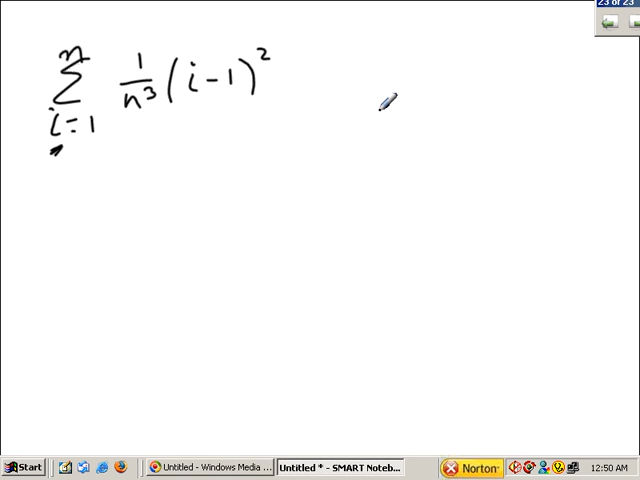 23 of 23
n
∑ 1/n³ (i-1)²
i=1
Start Untitled - Windows Media ... Untitled * - SMART Noteb... Norton 12:50 AM